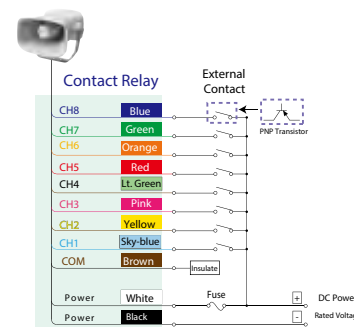 Contact Relay
External
Contact
CH8 Blue
PNP Transistor
CH7 Green
CH6 Orange
CH5 Red
CH4 Lt. Green
CH3 Pink
CH2 Yellow
CH1 Sky-blue
COM Brown
Insulate
Power White Fuse + DC Powe
Power Black - Rated Voltag